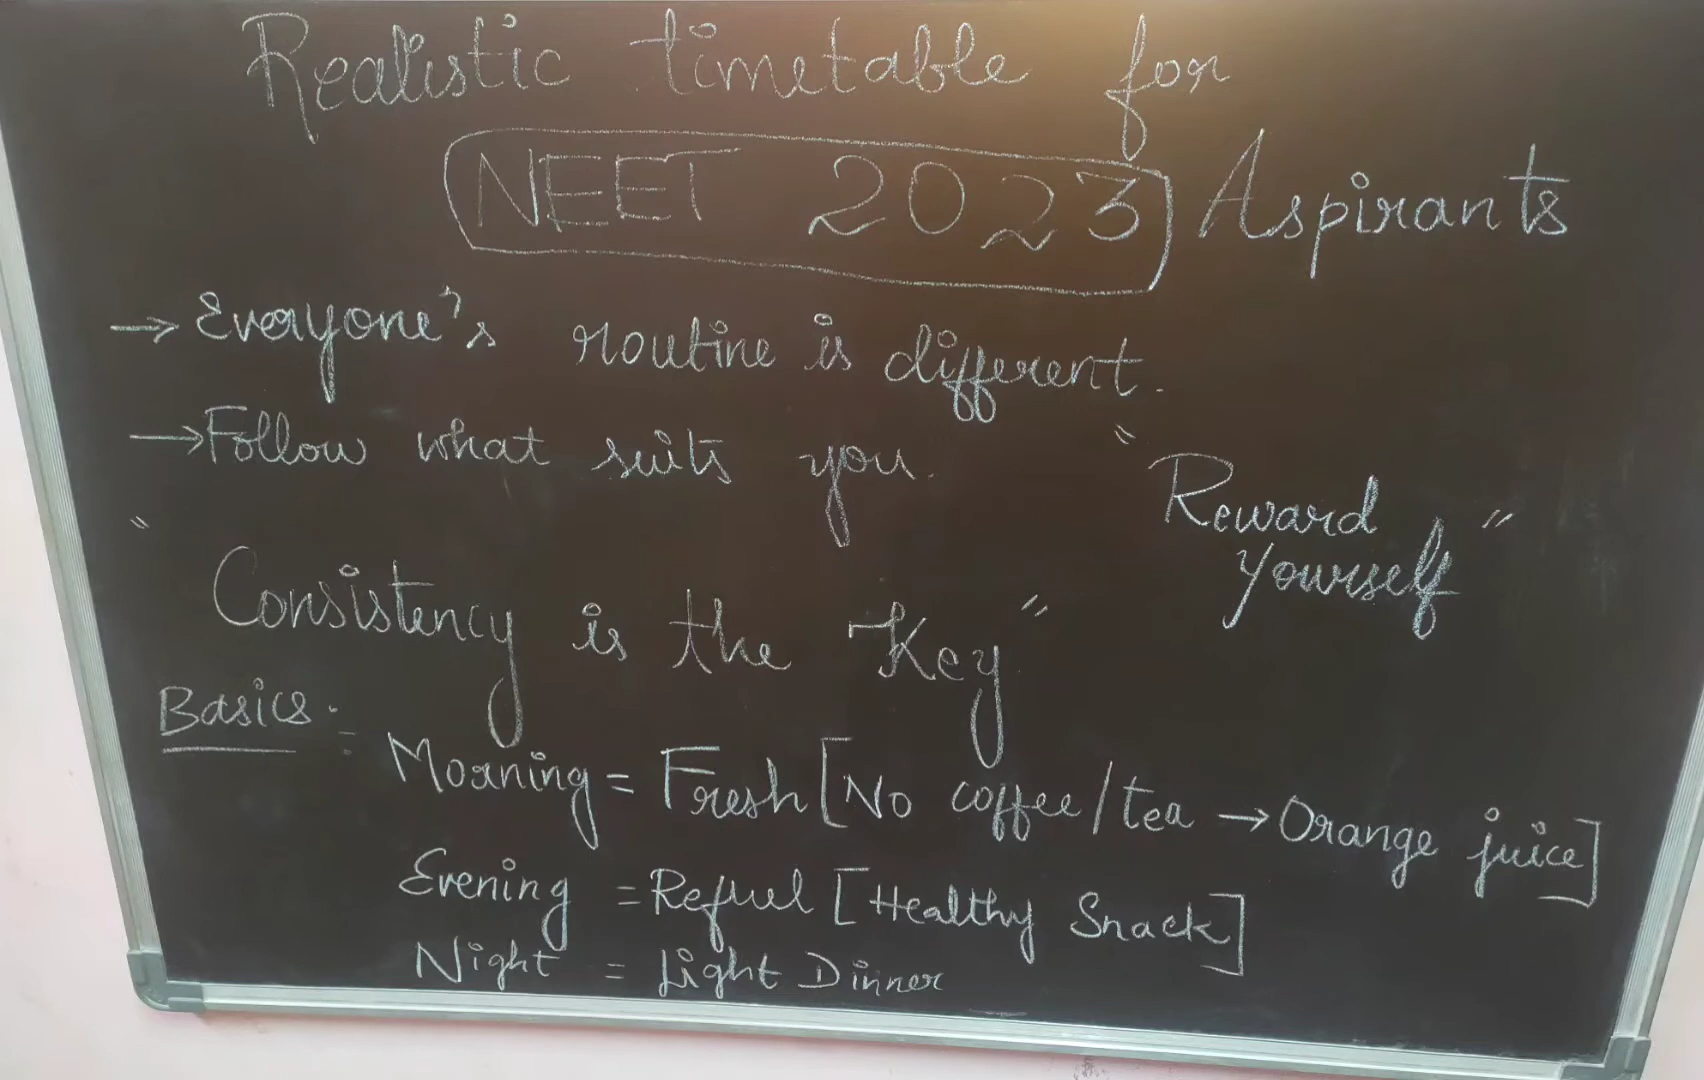 Realistic timetable for
NEET 2023 Aspirants
→ Everyone's routine is different.
→ Follow what suits you.
"Reward
yourself"
"Consistency is the Key"
Basics :-
Morning = Fresh [No coffee/tea → Orange juice]
Evening = Refuel [Healthy Snack]
Night = Light Dinner